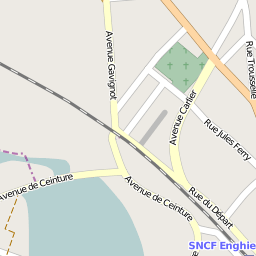 Avenue Gavignot
Rue Trousselle
Avenue Carlier
Rue Jules Ferry
Avenue de Ceinture
Avenue de Ceinture
Rue du Départ
SNCF Enghie